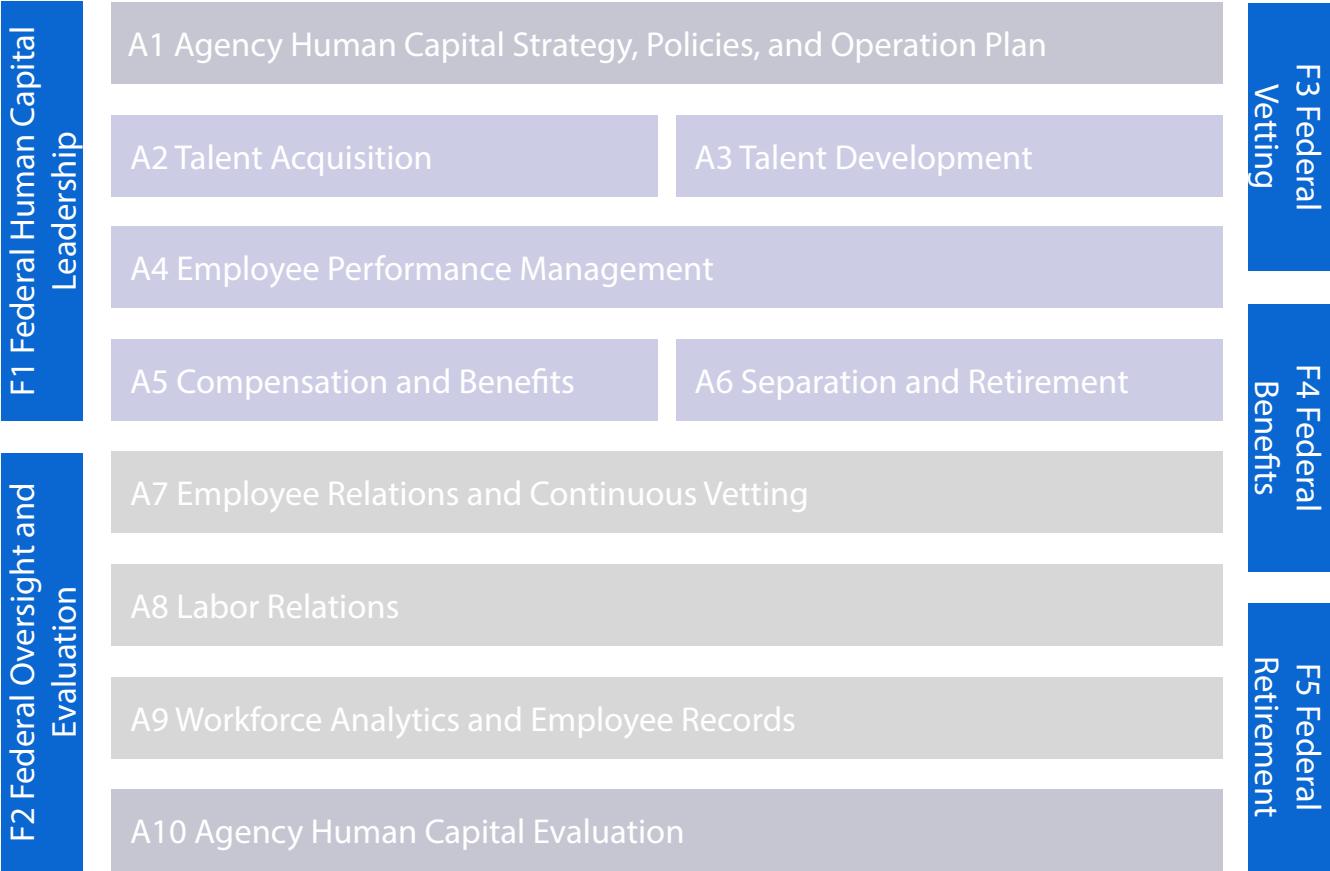 F1 Federal Human Capital
Leadership
F2 Federal Oversight and
Evaluation
A1 Agency Human Capital Strategy, Policies, and Operation Plan
A2 Talent Acquisition
A3 Talent Development
A4 Employee Performance Management
A5 Compensation and Benefits
A6 Separation and Retirement
A7 Employee Relations and Continuous Vetting
A8 Labor Relations
A9 Workforce Analytics and Employee Records
A10 Agency Human Capital Evaluation
F3 Federal
Vetting
F4 Federal
Benefits
F5 Federal
Retirement